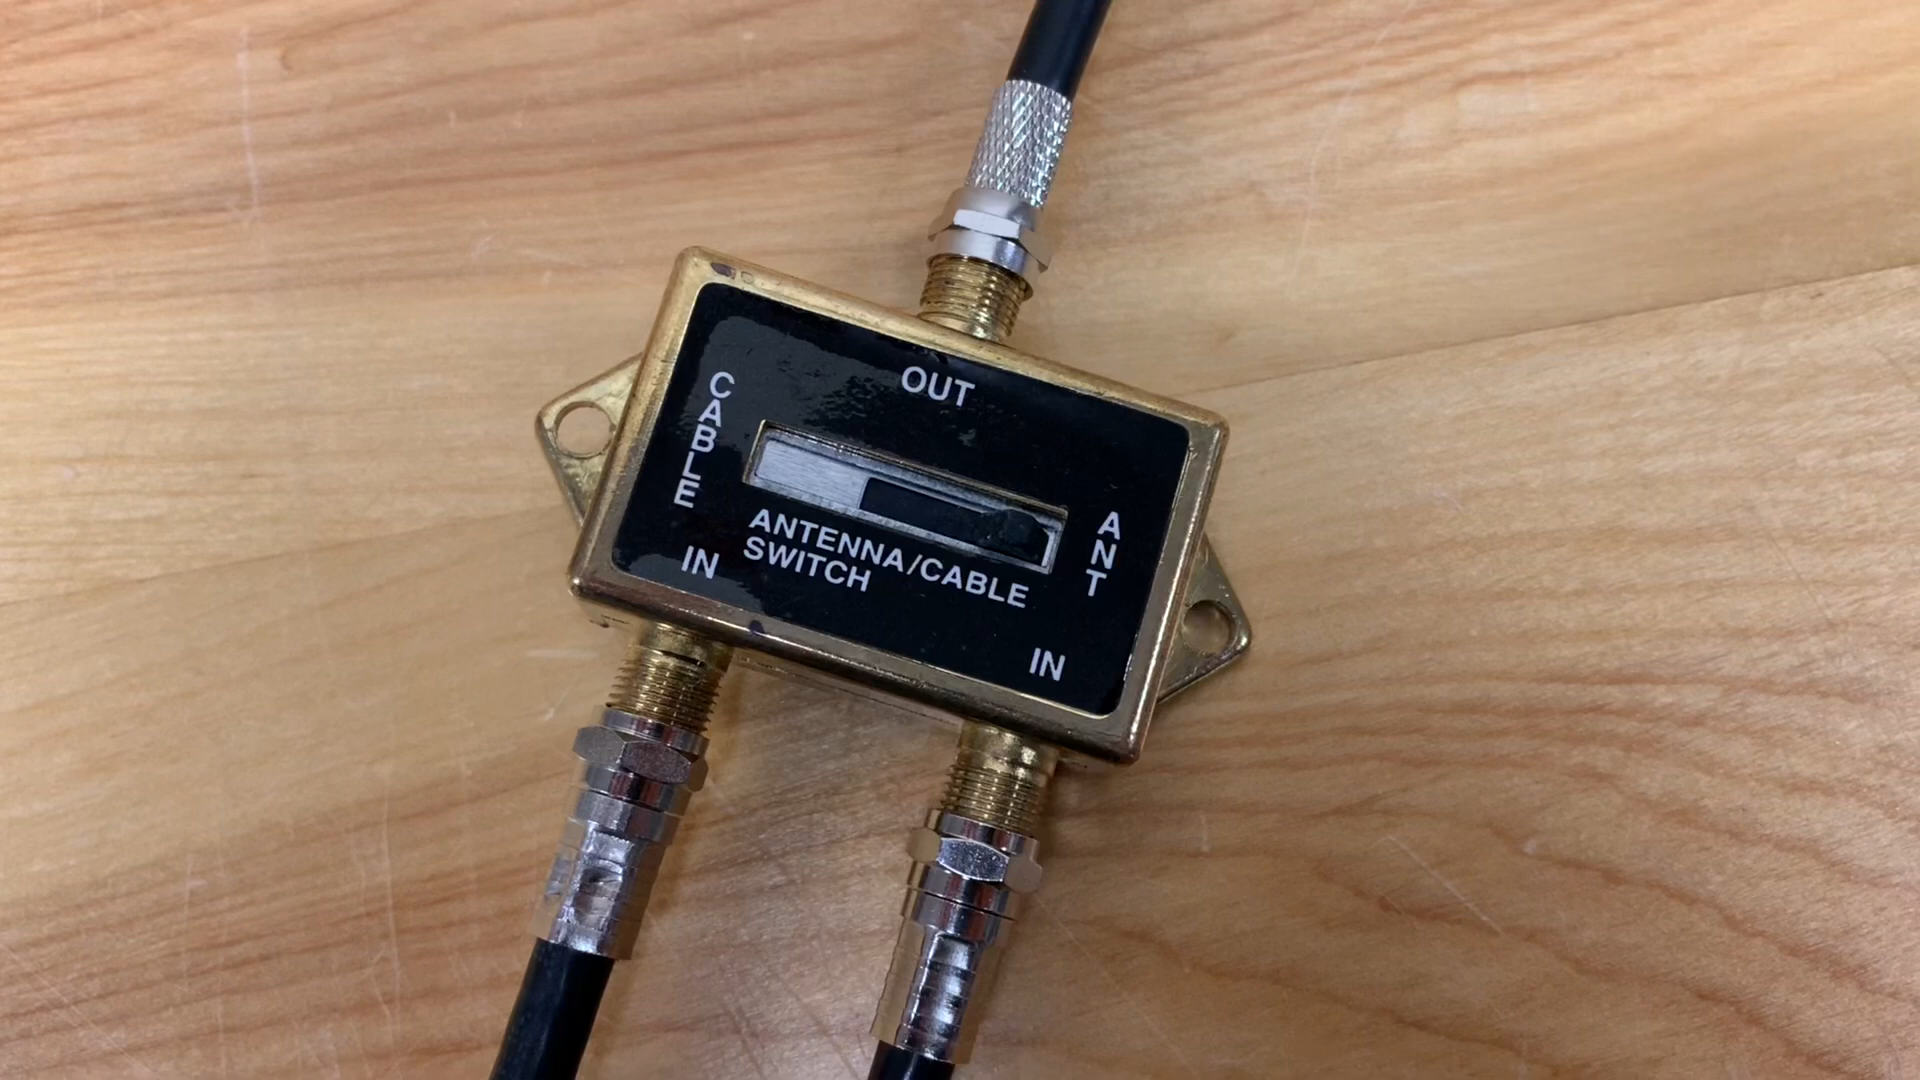 OUT
CABLE
ANTENNA/CABLE
SWITCH
ANT
IN
IN